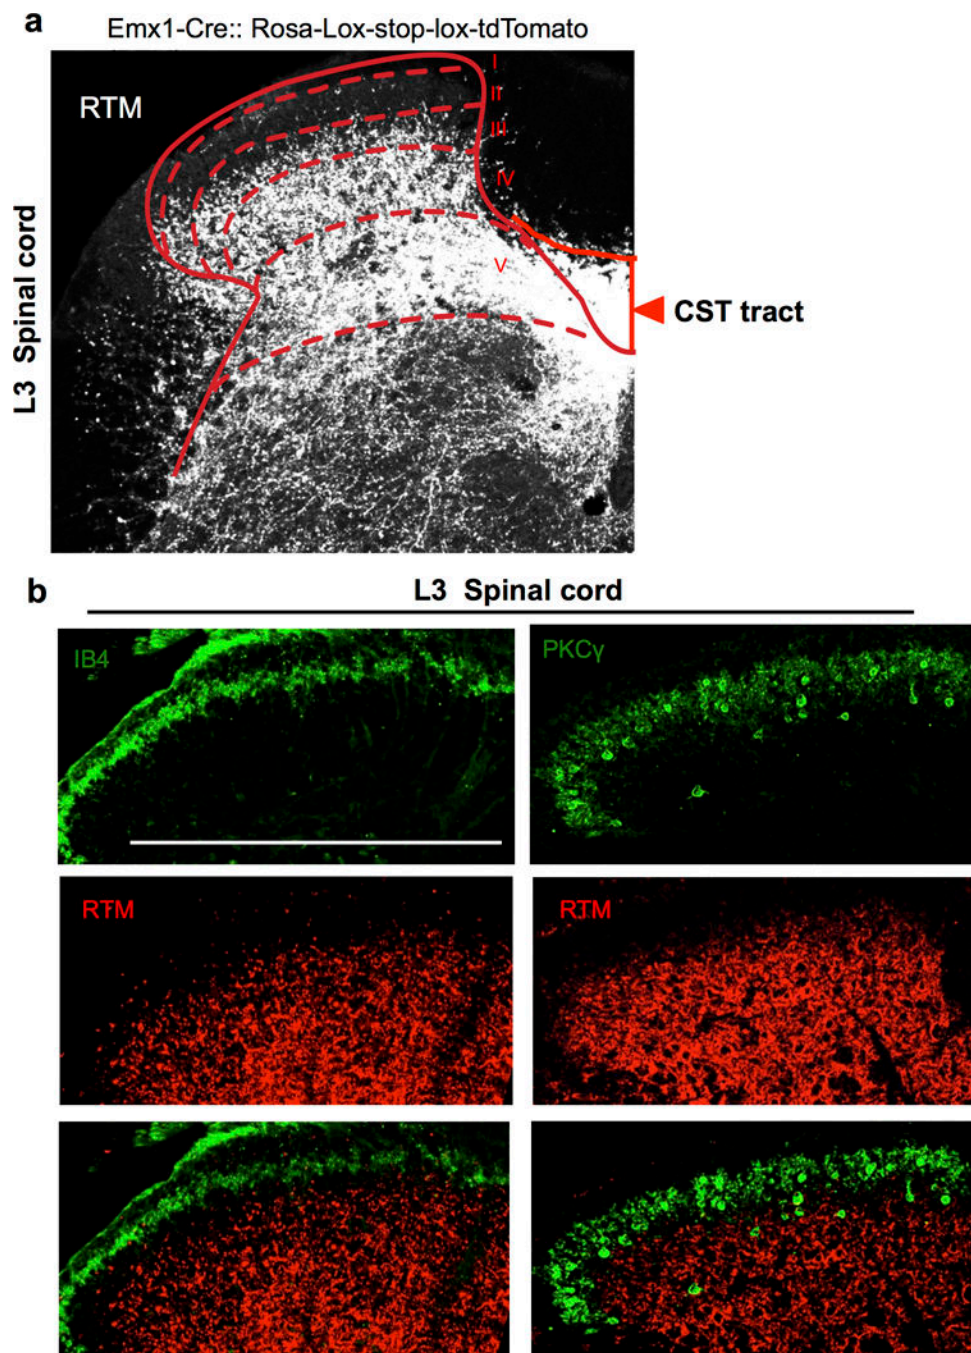 a
Emx1-Cre:: Rosa-Lox-stop-lox-tdTomato
RTM
I
II
III
IV
V
L3 Spinal cord
CST tract
b
L3 Spinal cord
IB4
PKCγ
RTM
RTM